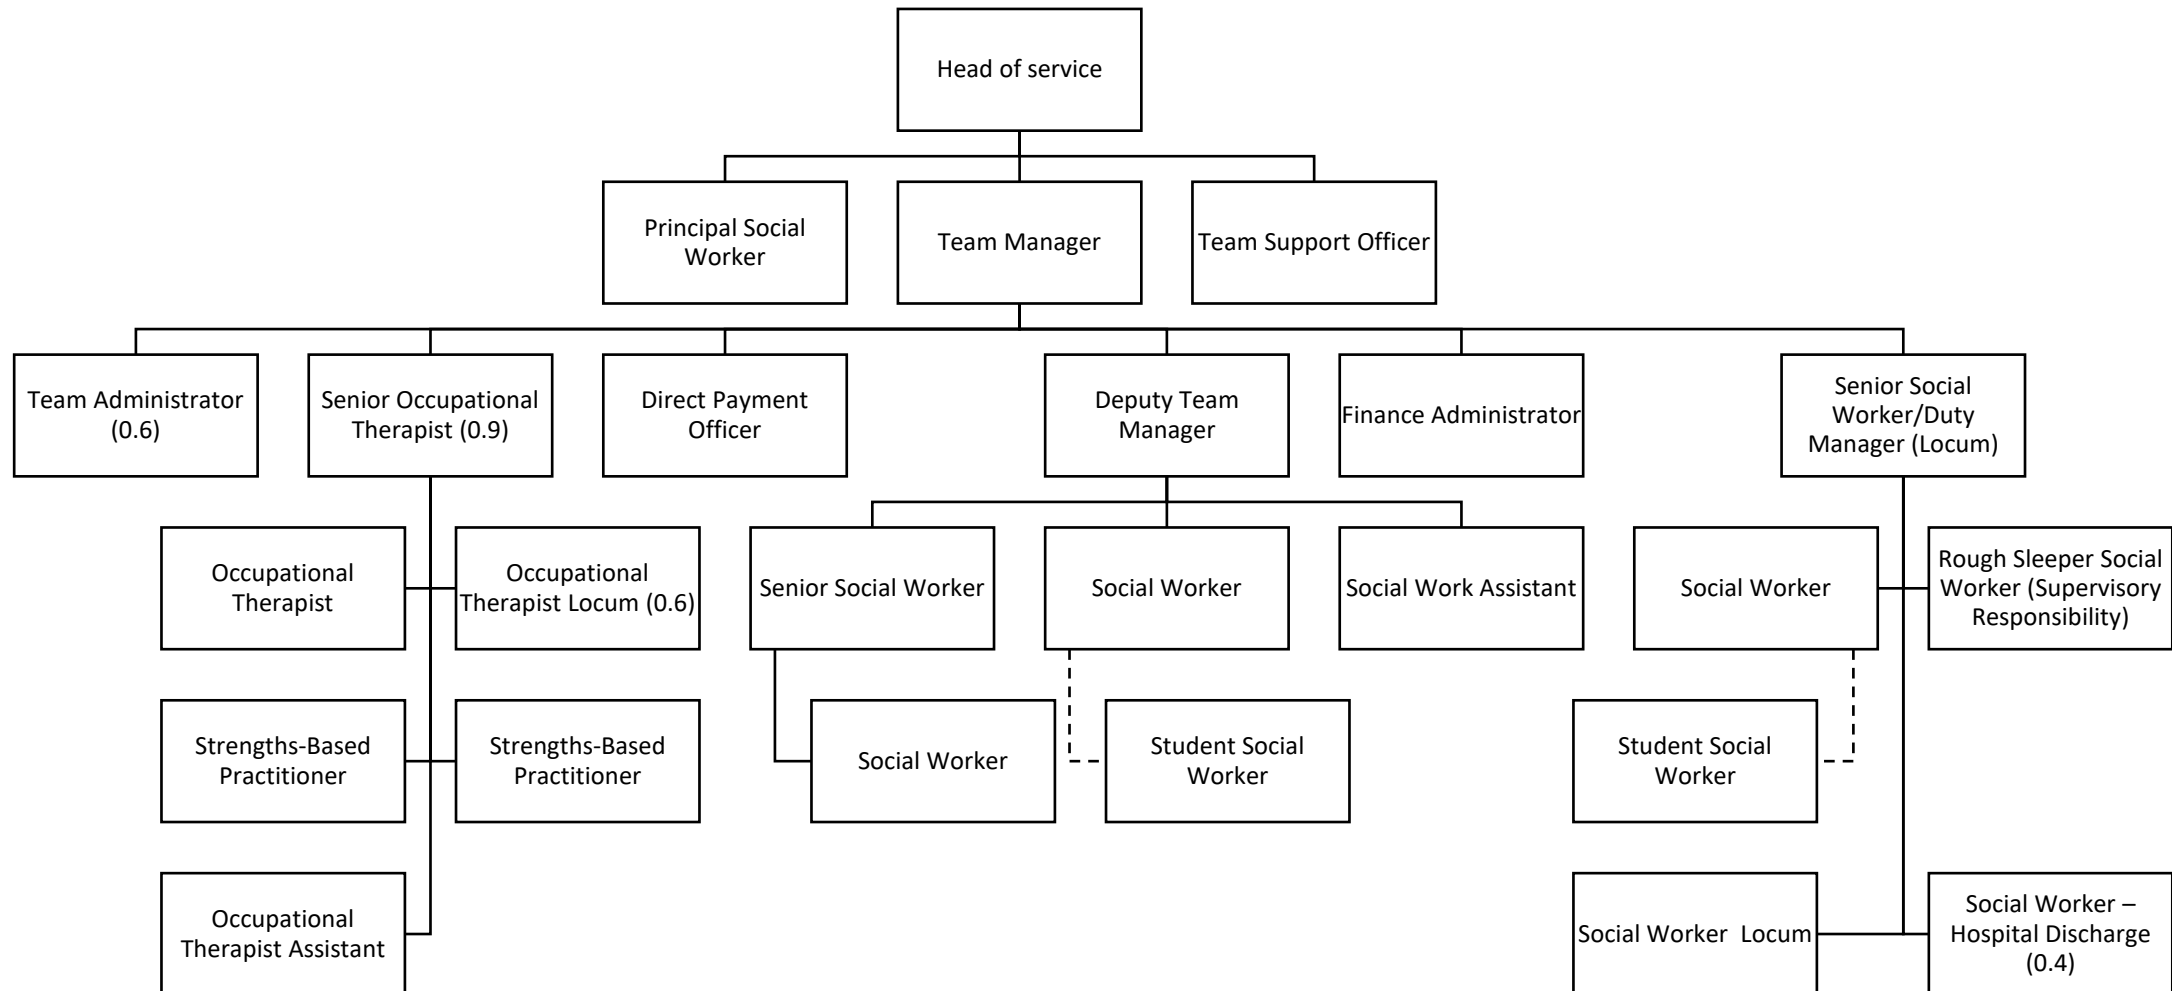 Head of service
Principal Social
Worker
Team Manager
Team Support Officer
Team Administrator
(0.6)
Senior Occupational
Therapist (0.9)
Direct Payment
Officer
Deputy Team
Manager
Finance Administrator
Senior Social
Worker/Duty
Manager (Locum)
Occupational
Therapist
Occupational
Therapist Locum (0.6)
Senior Social Worker
Social Worker
Social Work Assistant
Social Worker
Rough Sleeper Social
Worker (Supervisory
Responsibility)
Strengths-Based
Practitioner
Strengths-Based
Practitioner
Social Worker
Student Social
Worker
Student Social
Worker
Occupational
Therapist Assistant
Social Worker  Locum
Social Worker –
Hospital Discharge
(0.4)